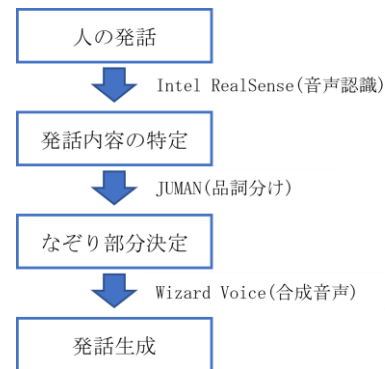 人の発話
Intel RealSense(音声認識)
発話内容の特定
JUMAN(品詞分け)
なぞり部分決定
Wizard Voice(合成音声)
発話生成